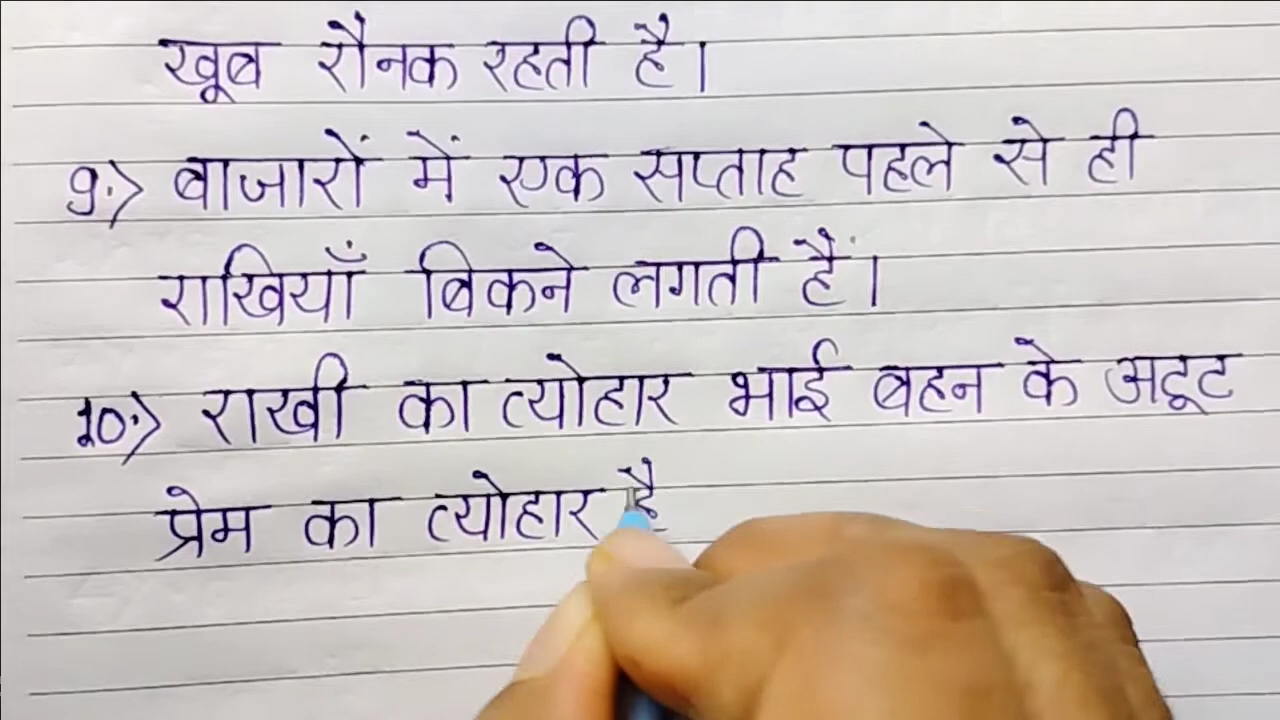 खूब रौनक रहती है।
9.) बाजारों में एक सप्ताह पहले से ही
राखियाँ बिकने लगती हैं।
10.) राखी का त्योहार भाई बहन के अटूट
प्रेम का त्योहार है